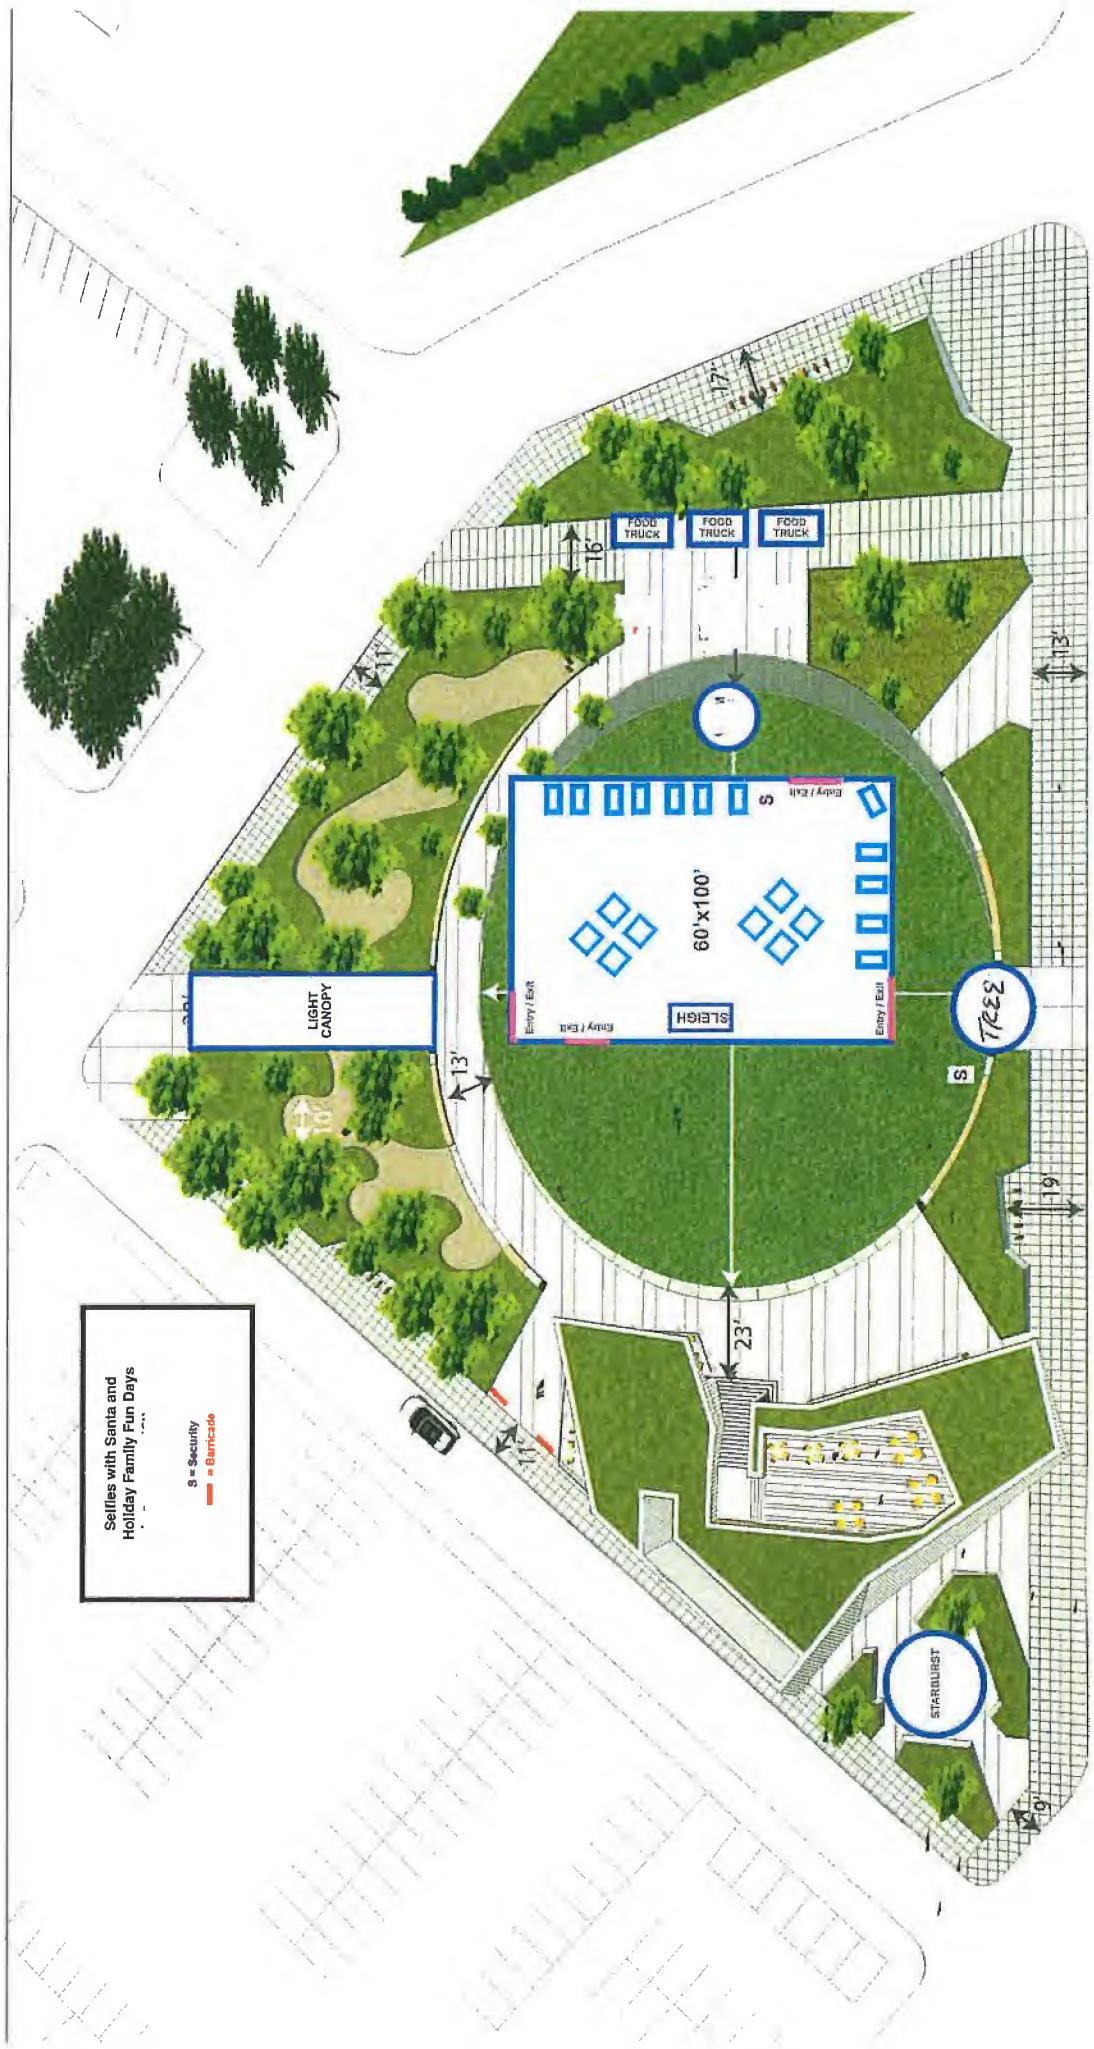 Selfies with Santa and
Holiday Family Fun Days
S = Security
= Barricade
LIGHT
CANOPY
13'
10'
11'
16'
17'
FOOD
TRUCK
FOOD
TRUCK
FOOD
TRUCK
Entry / Exit
Entry / Exit
Entry / Exit
Entry / Exit
S
60'x100'
SLEIGH
TREE
S
13'
19'
23'
STARBURST
9'